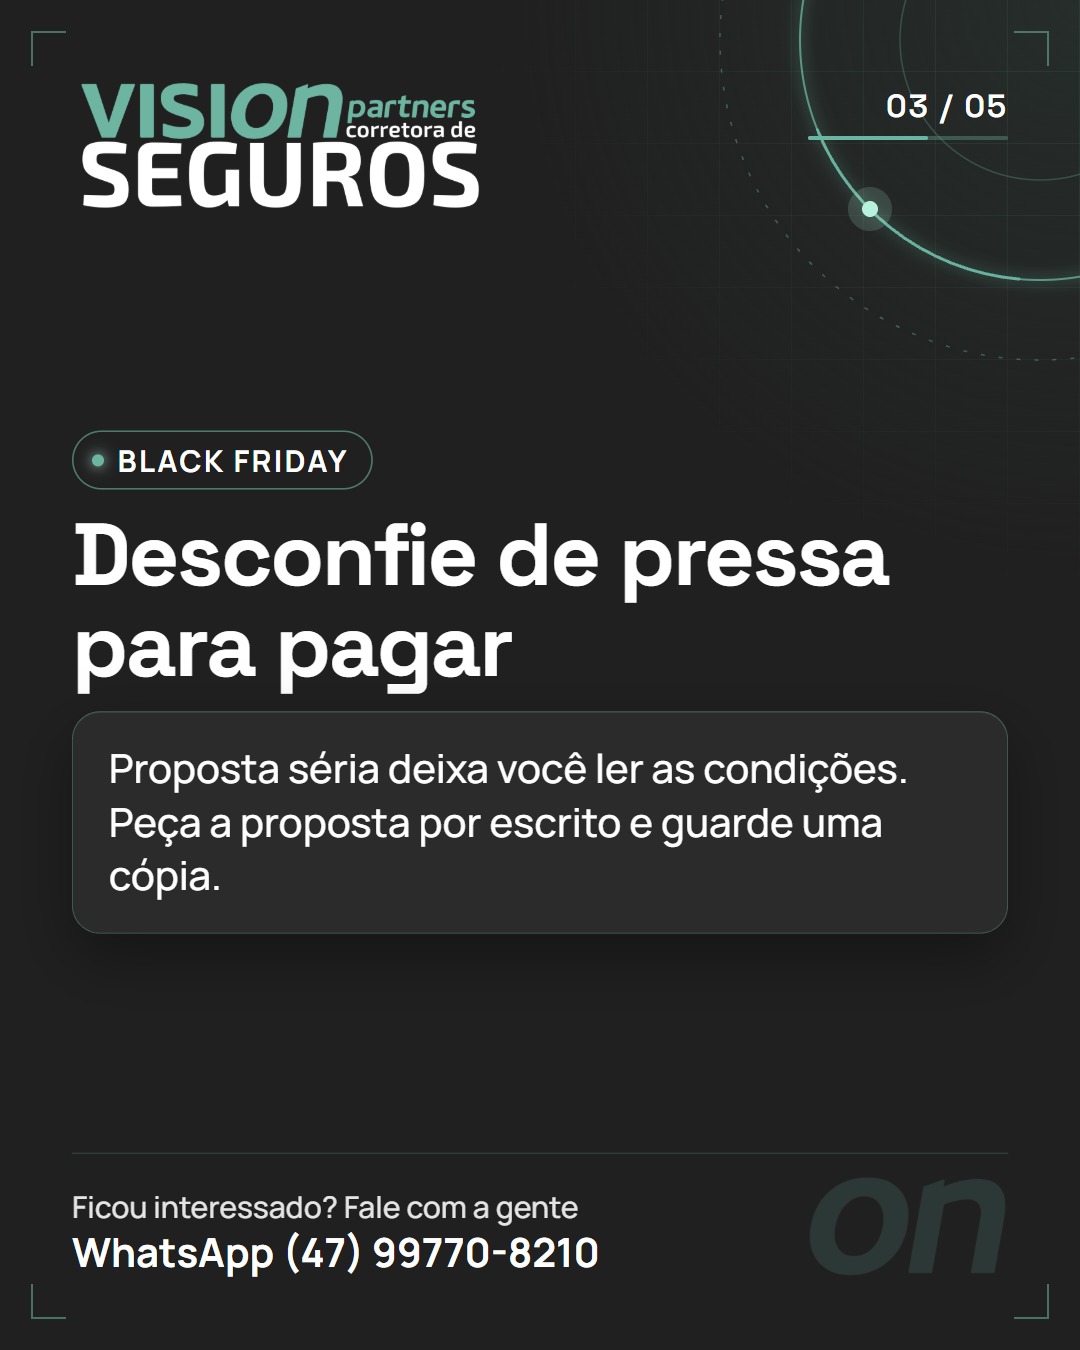 VISIon partners
corretora de
SEGUROS
03 / 05
BLACK FRIDAY
Desconfie de pressa
para pagar
Proposta séria deixa você ler as condições.
Peça a proposta por escrito e guarde uma
cópia.
Ficou interessado? Fale com a gente
WhatsApp (47) 99770-8210
on